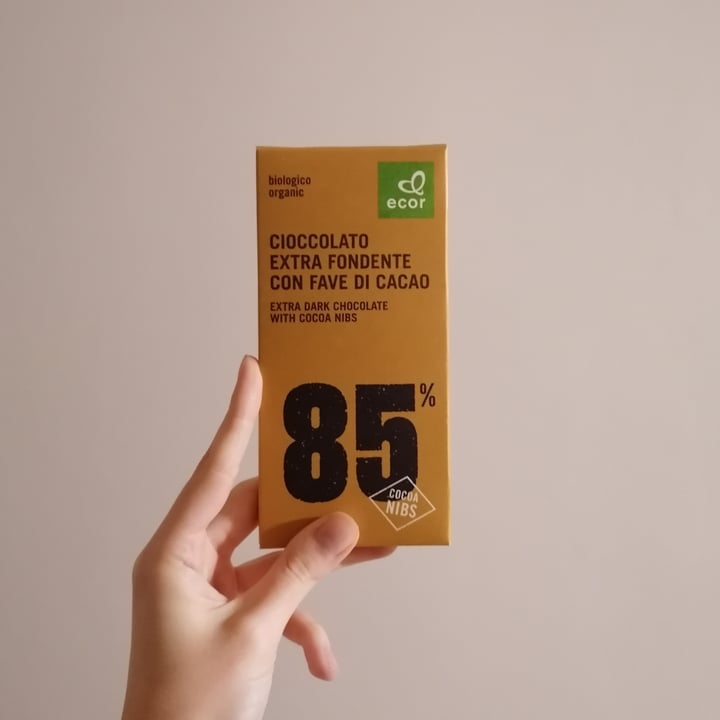 biologico
organic
ecor
CIOCCOLATO
EXTRA FONDENTE
CON FAVE DI CACAO
EXTRA DARK CHOCOLATE
WITH COCOA NIBS
85%
COCOA
NIBS